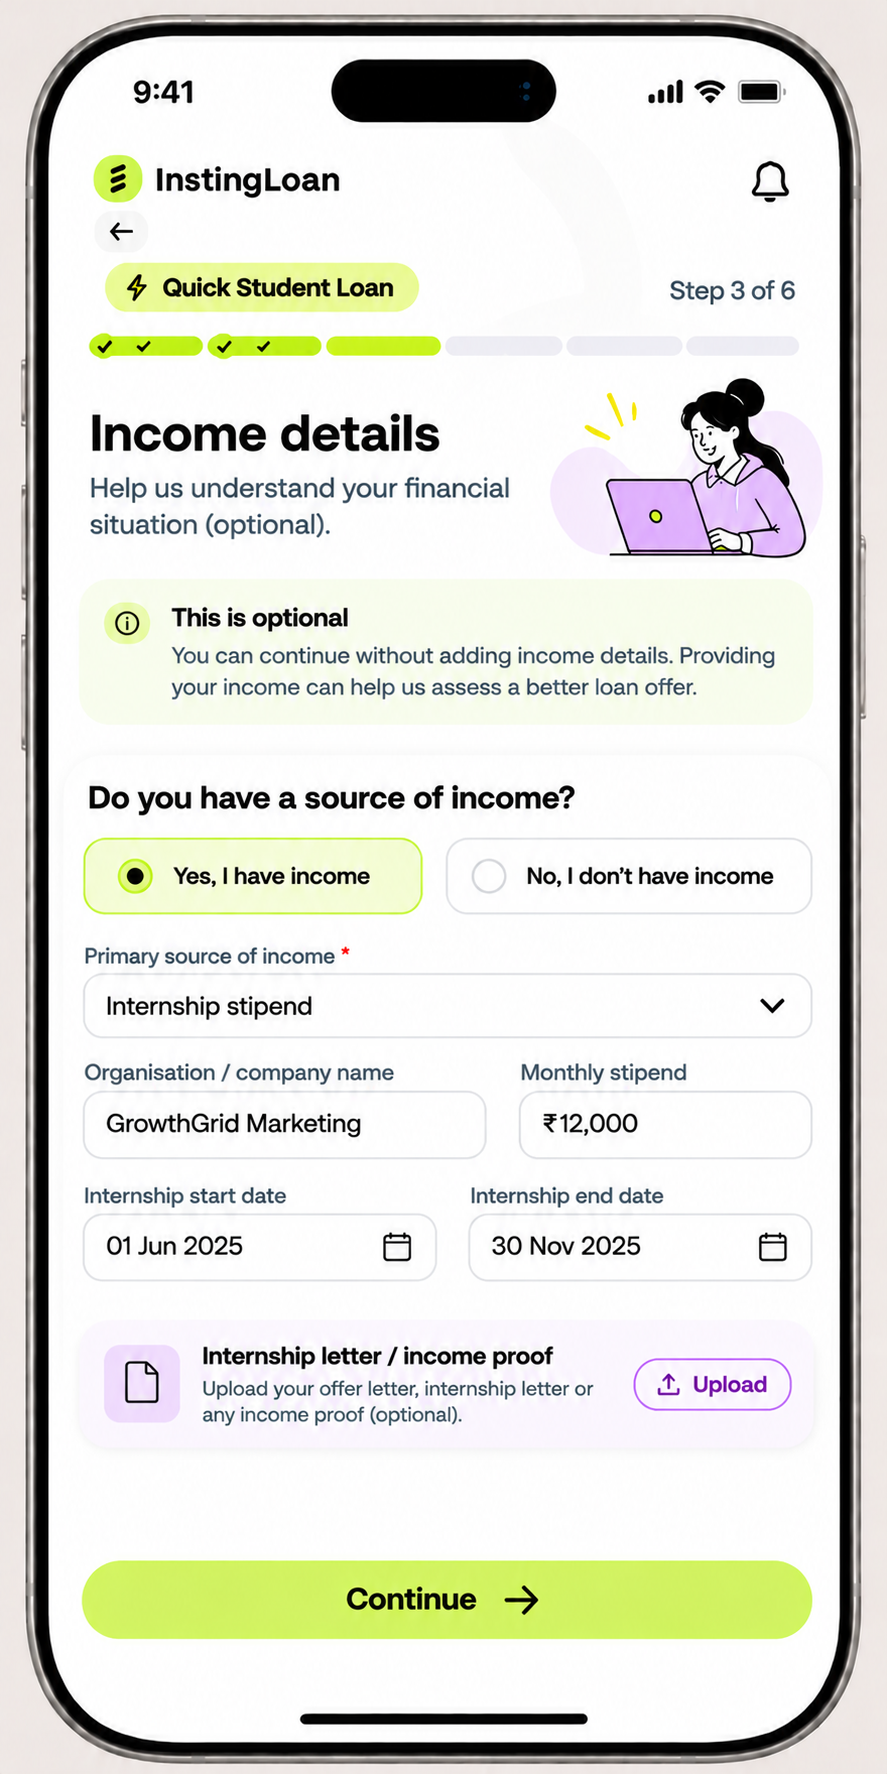 9:41
InstingLoan
Quick Student Loan
Step 3 of 6
Income details
Help us understand your financial
situation (optional).
This is optional
You can continue without adding income details. Providing
your income can help us assess a better loan offer.
Do you have a source of income?
Yes, I have income
No, I don’t have income
Primary source of income *
Internship stipend
Organisation / company name
Monthly stipend
GrowthGrid Marketing
₹12,000
Internship start date
Internship end date
01 Jun 2025
30 Nov 2025
Internship letter / income proof
Upload your offer letter, internship letter or
any income proof (optional).
Upload
Continue